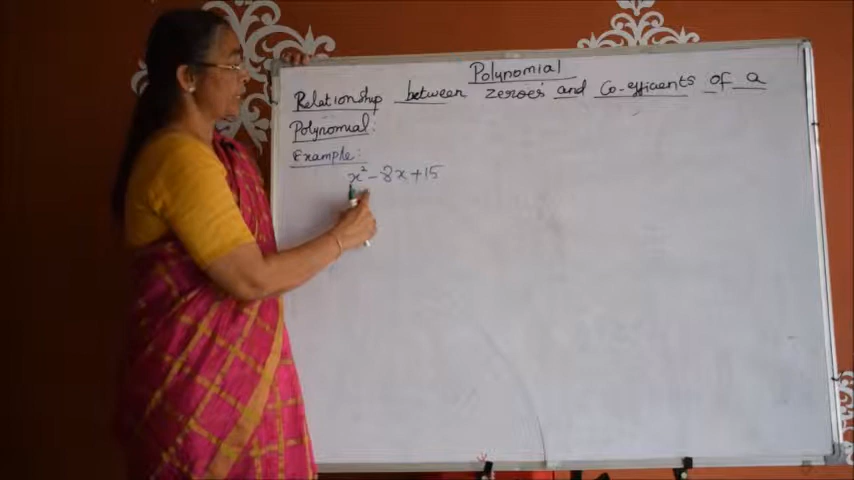 Polynomial
Relationship between zeroes and Co-efficients of a
Polynomial:
Example:
x² - 8x + 15